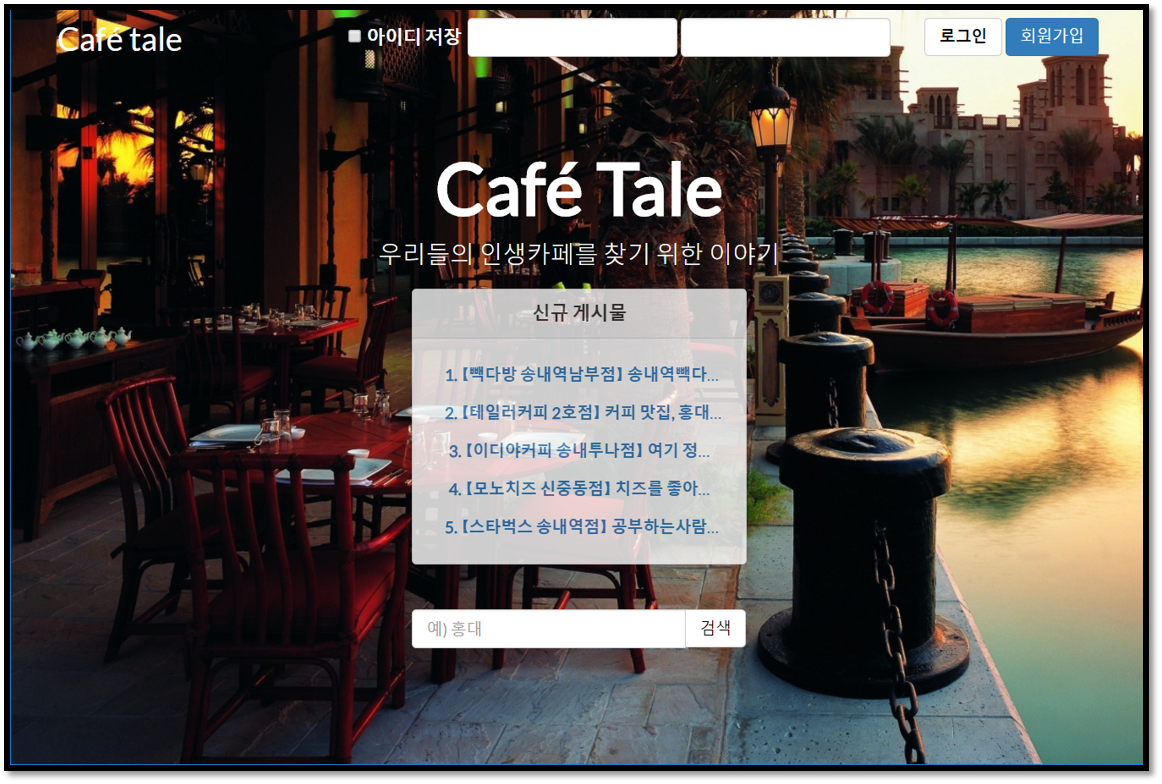 Café tale
아이디 저장
로그인
회원가입
Café Tale
우리들의 인생카페를 찾기 위한 이야기
신규 게시물
1. [빽다방 송내역남부점] 송내역빽다...
2. [테일러커피 2호점] 커피 맛집, 홍대...
3. [이디야커피 송내투나점] 여기 정...
4. [모노치즈 신중동점] 치즈를 좋아...
5. [스타벅스 송내역점] 공부하는사람...
예) 홍대
검색